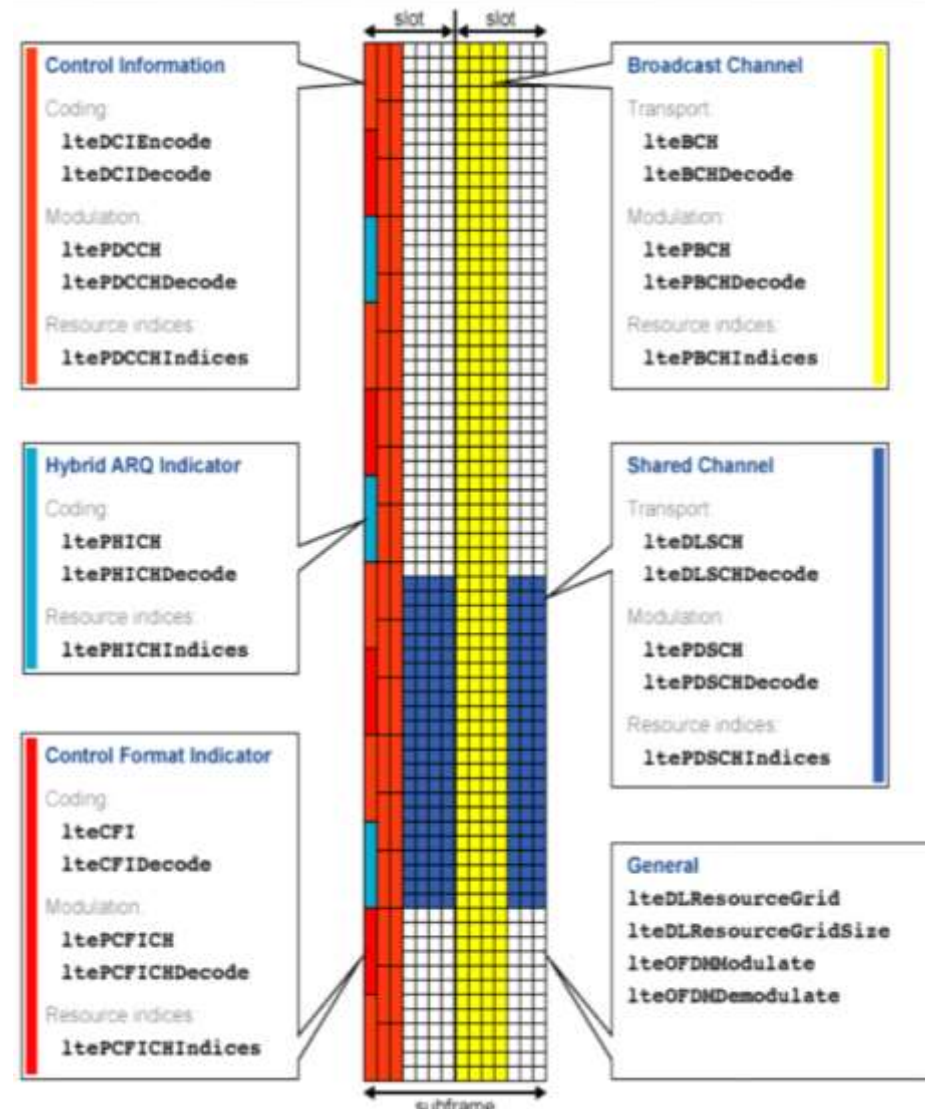 slot slot
Control Information
Coding:
lteDCIEncode
lteDCIDecode
Modulation:
ltePDCCH
ltePDCCHDecode
Resource indices:
ltePDCCHIndices
Hybrid ARQ Indicator
Coding:
ltePHICH
ltePHICHDecode
Resource indices:
ltePHICHIndices
Control Format Indicator
Coding:
lteCFI
lteCFIDecode
Modulation:
ltePCFICH
ltePCFICHDecode
Resource indices:
ltePCFICHIndices
Broadcast Channel
Transport:
lteBCH
lteBCHDecode
Modulation:
ltePBCH
ltePBCHDecode
Resource indices:
ltePBCHIndices
Shared Channel
Transport:
lteDLSCH
lteDLSCHDecode
Modulation:
ltePDSCH
ltePDSCHDecode
Resource indices:
ltePDSCHIndices
General
lteDLResourceGrid
lteDLResourceGridSize
lteOFDMModulate
lteOFDMDemodulate
subframe